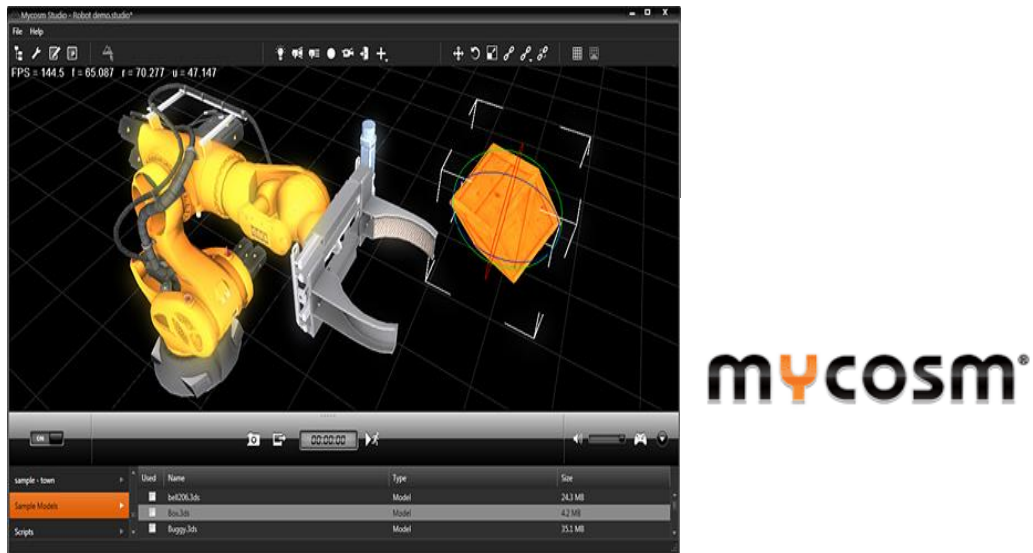 Mycosm Studio - Robot demo.studio*
File Help
FPS = 144.5 f = 65.087 r = 70.277 u = 47.147
ON
00:00:00
sample - town
Sample Models
Scripts
Used Name Type Size
bell206.3ds Model 24.3 MB
Box.3ds Model 4.2 MB
Buggy.3ds Model 35.1 MB
mycosm®